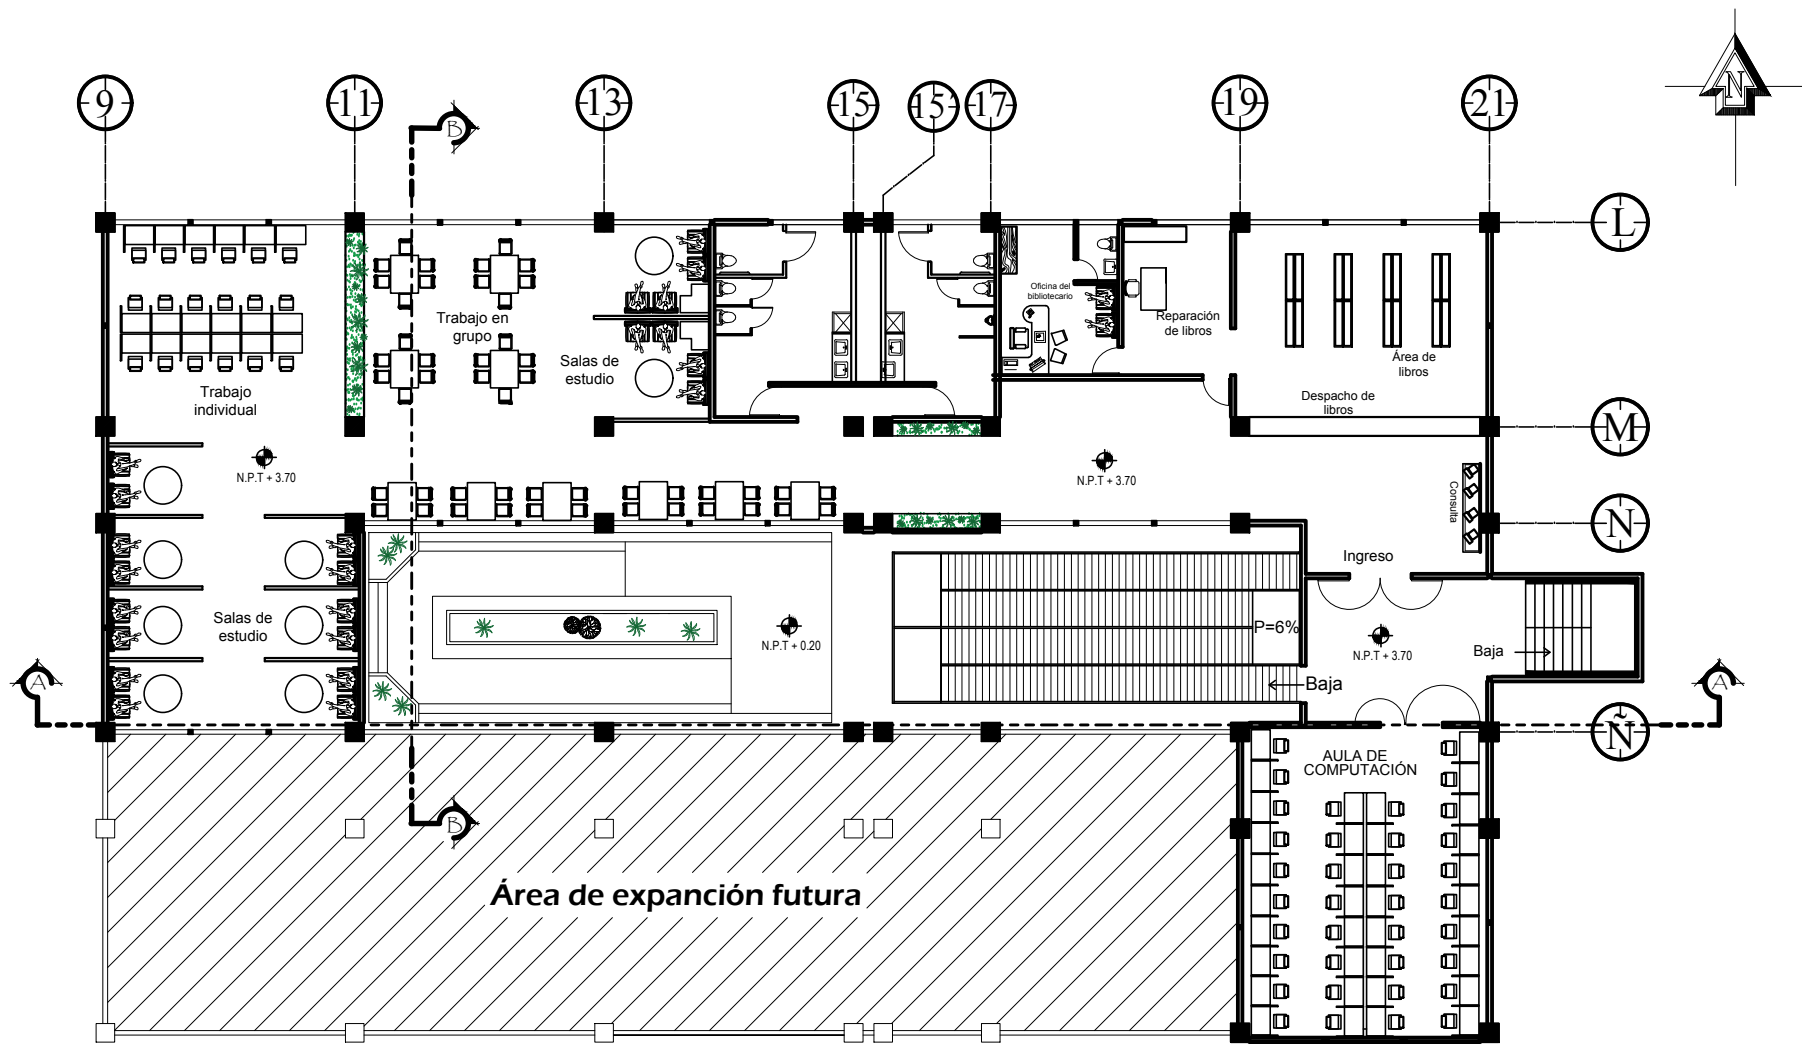 N
9
11
13
15
15'
17
19
21
B
L
Oficina del
bibliotecario
Trabajo en
grupo
Reparación
de libros
Salas de
estudio
Área de
libros
Trabajo
individual
Despacho de
libros
M
N.P.T + 3.70
N.P.T + 3.70
Consulta
N
Ingreso
Salas de
estudio
P=6%
N.P.T + 0.20
N.P.T + 3.70
Baja
Baja
A
A
Ñ
AULA DE
COMPUTACIÓN
B
Área de expanción futura